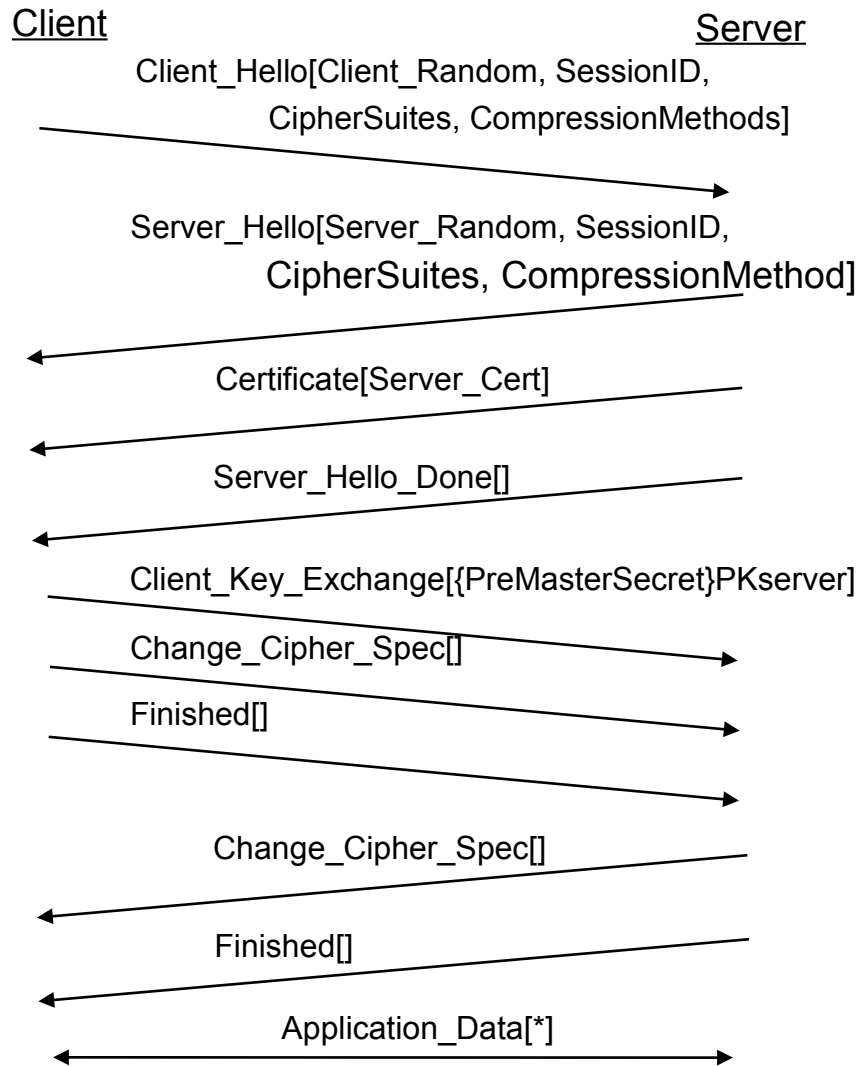 Client
Server
Client_Hello[Client_Random, SessionID,
CipherSuites, CompressionMethods]
Server_Hello[Server_Random, SessionID,
CipherSuites, CompressionMethod]
Certificate[Server_Cert]
Server_Hello_Done[]
Client_Key_Exchange[{PreMasterSecret}PKserver]
Change_Cipher_Spec[]
Finished[]
Change_Cipher_Spec[]
Finished[]
Application_Data[*]